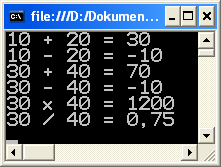 file:///D:/Dokumen...
10 + 20 = 30
10 - 20 = -10
30 + 40 = 70
30 - 40 = -10
30 x 40 = 1200
30 / 40 = 0,75